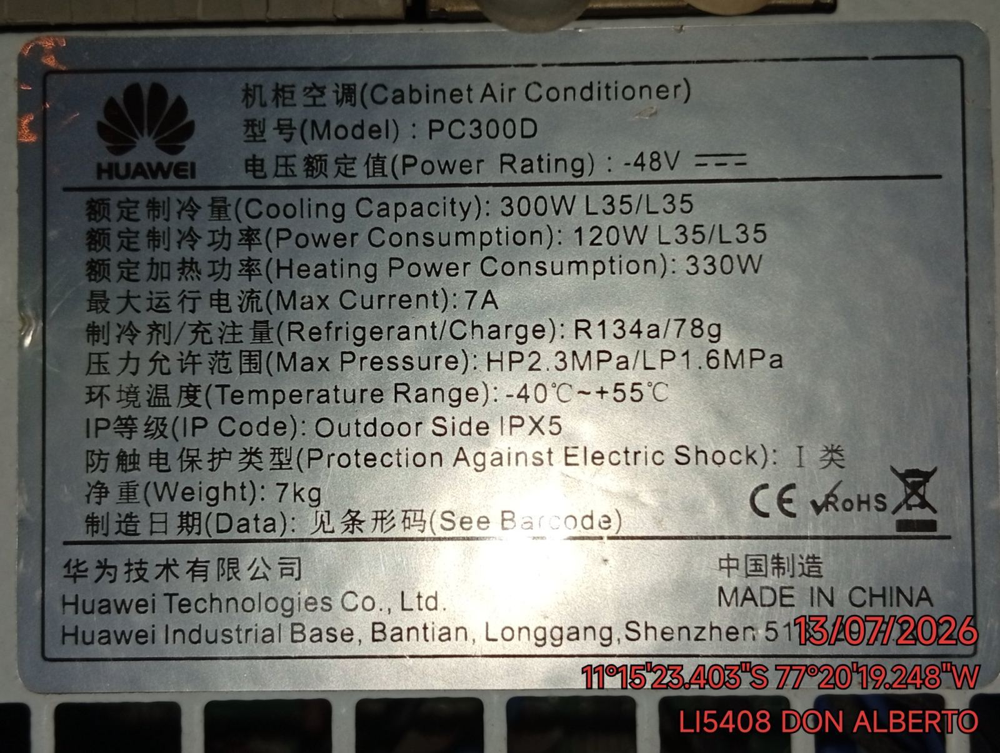 机柜空调(Cabinet Air Conditioner)
型号(Model) : PC300D
HUAWEI
电压额定值(Power Rating) : -48V
额定制冷量(Cooling Capacity): 300W L35/L35
额定制冷功率(Power Consumption): 120W L35/L35
额定加热功率(Heating Power Consumption): 330W
最大运行电流(Max Current): 7A
制冷剂/充注量(Refrigerant/Charge): R134a/78g
压力允许范围(Max Pressure): HP2.3MPa/LP1.6MPa
环境温度(Temperature Range): -40℃~+55℃
IP等级(IP Code): Outdoor Side IPX5
防触电保护类型(Protection Against Electric Shock): I 类
净重(Weight): 7kg
CE RoHS
制造日期(Data): 见条形码(See Barcode)
华为技术有限公司
中国制造
Huawei Technologies Co., Ltd.
MADE IN CHINA
Huawei Industrial Base, Bantian, Longgang,Shenzhen
13/07/2026
11°15'23.403"S 77°20'19.248"W
LI5408 DON ALBERTO